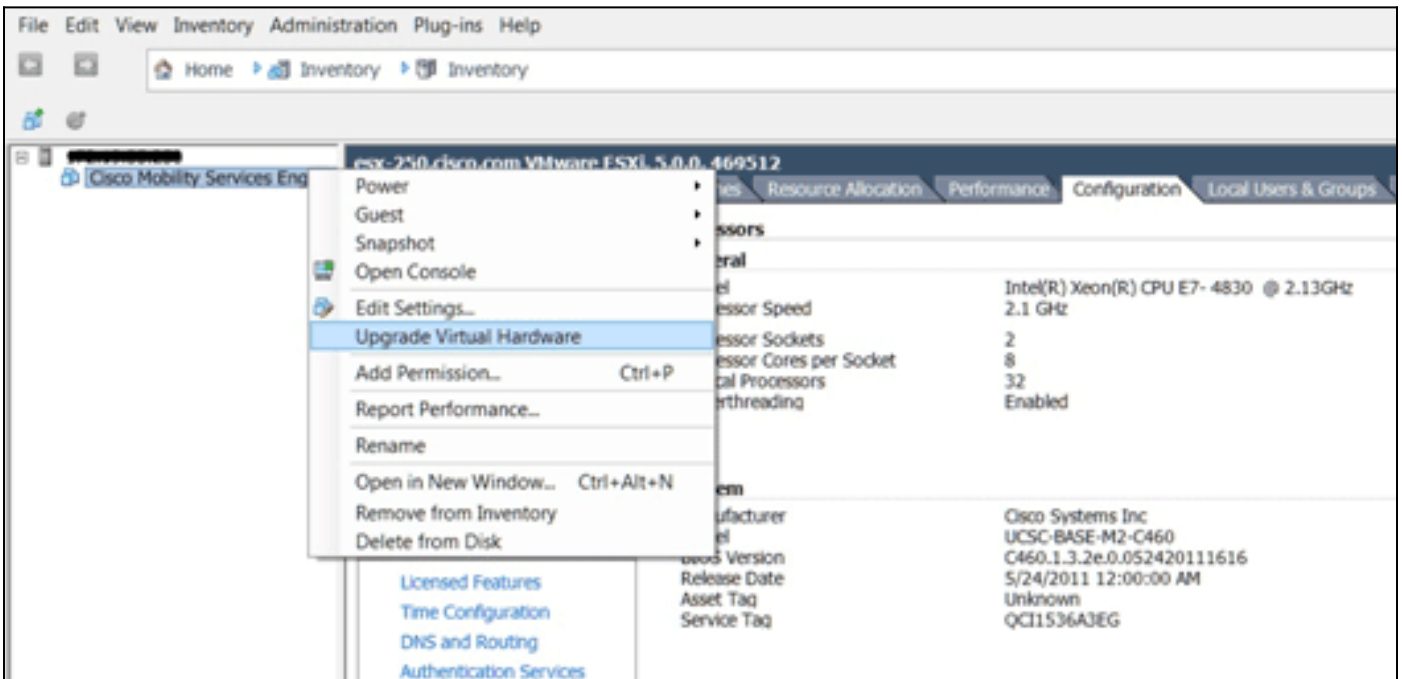 File Edit View Inventory Administration Plug-ins Help
Home Inventory Inventory
esx-250.cisco.com VMware ESXi, 5.0.0, 469512
Cisco Mobility Services Eng
Resource Allocation Performance Configuration Local Users & Groups
Power
Guest
Snapshot
Open Console
Edit Settings...
Upgrade Virtual Hardware
Add Permission... Ctrl+P
Report Performance...
Rename
Open in New Window... Ctrl+Alt+N
Remove from Inventory
Delete from Disk
ssors
eral
el Intel(R) Xeon(R) CPU E7- 4830 @ 2.13GHz
essor Speed 2.1 GHz
essor Sockets 2
essor Cores per Socket 8
cal Processors 32
erthreading Enabled
em
ufacturer Cisco Systems Inc
el UCSC-BASE-M2-C460
BIOS Version C460.1.3.2e.0.052420111616
Release Date 5/24/2011 12:00:00 AM
Asset Tag Unknown
Service Tag QCI1536A3EG
Licensed Features
Time Configuration
DNS and Routing
Authentication Services